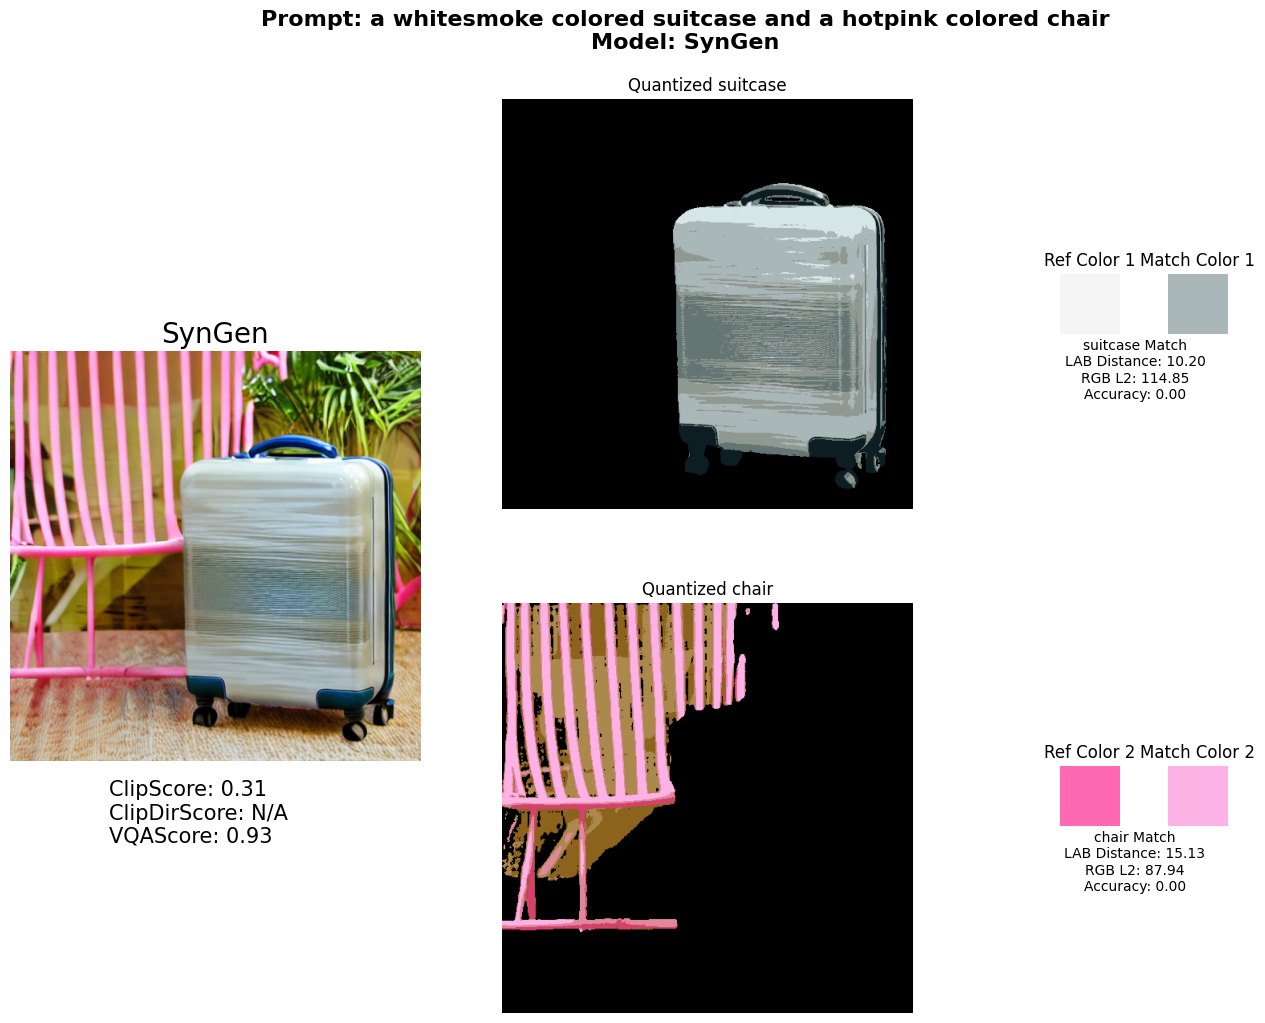 Prompt: a whitesmoke colored suitcase and a hotpink colored chair
Model: SynGen
Quantized suitcase
Ref Color 1 Match Color 1
suitcase Match
LAB Distance: 10.20
RGB L2: 114.85
Accuracy: 0.00
SynGen
ClipScore: 0.31
ClipDirScore: N/A
VQAScore: 0.93
Quantized chair
Ref Color 2 Match Color 2
chair Match
LAB Distance: 15.13
RGB L2: 87.94
Accuracy: 0.00